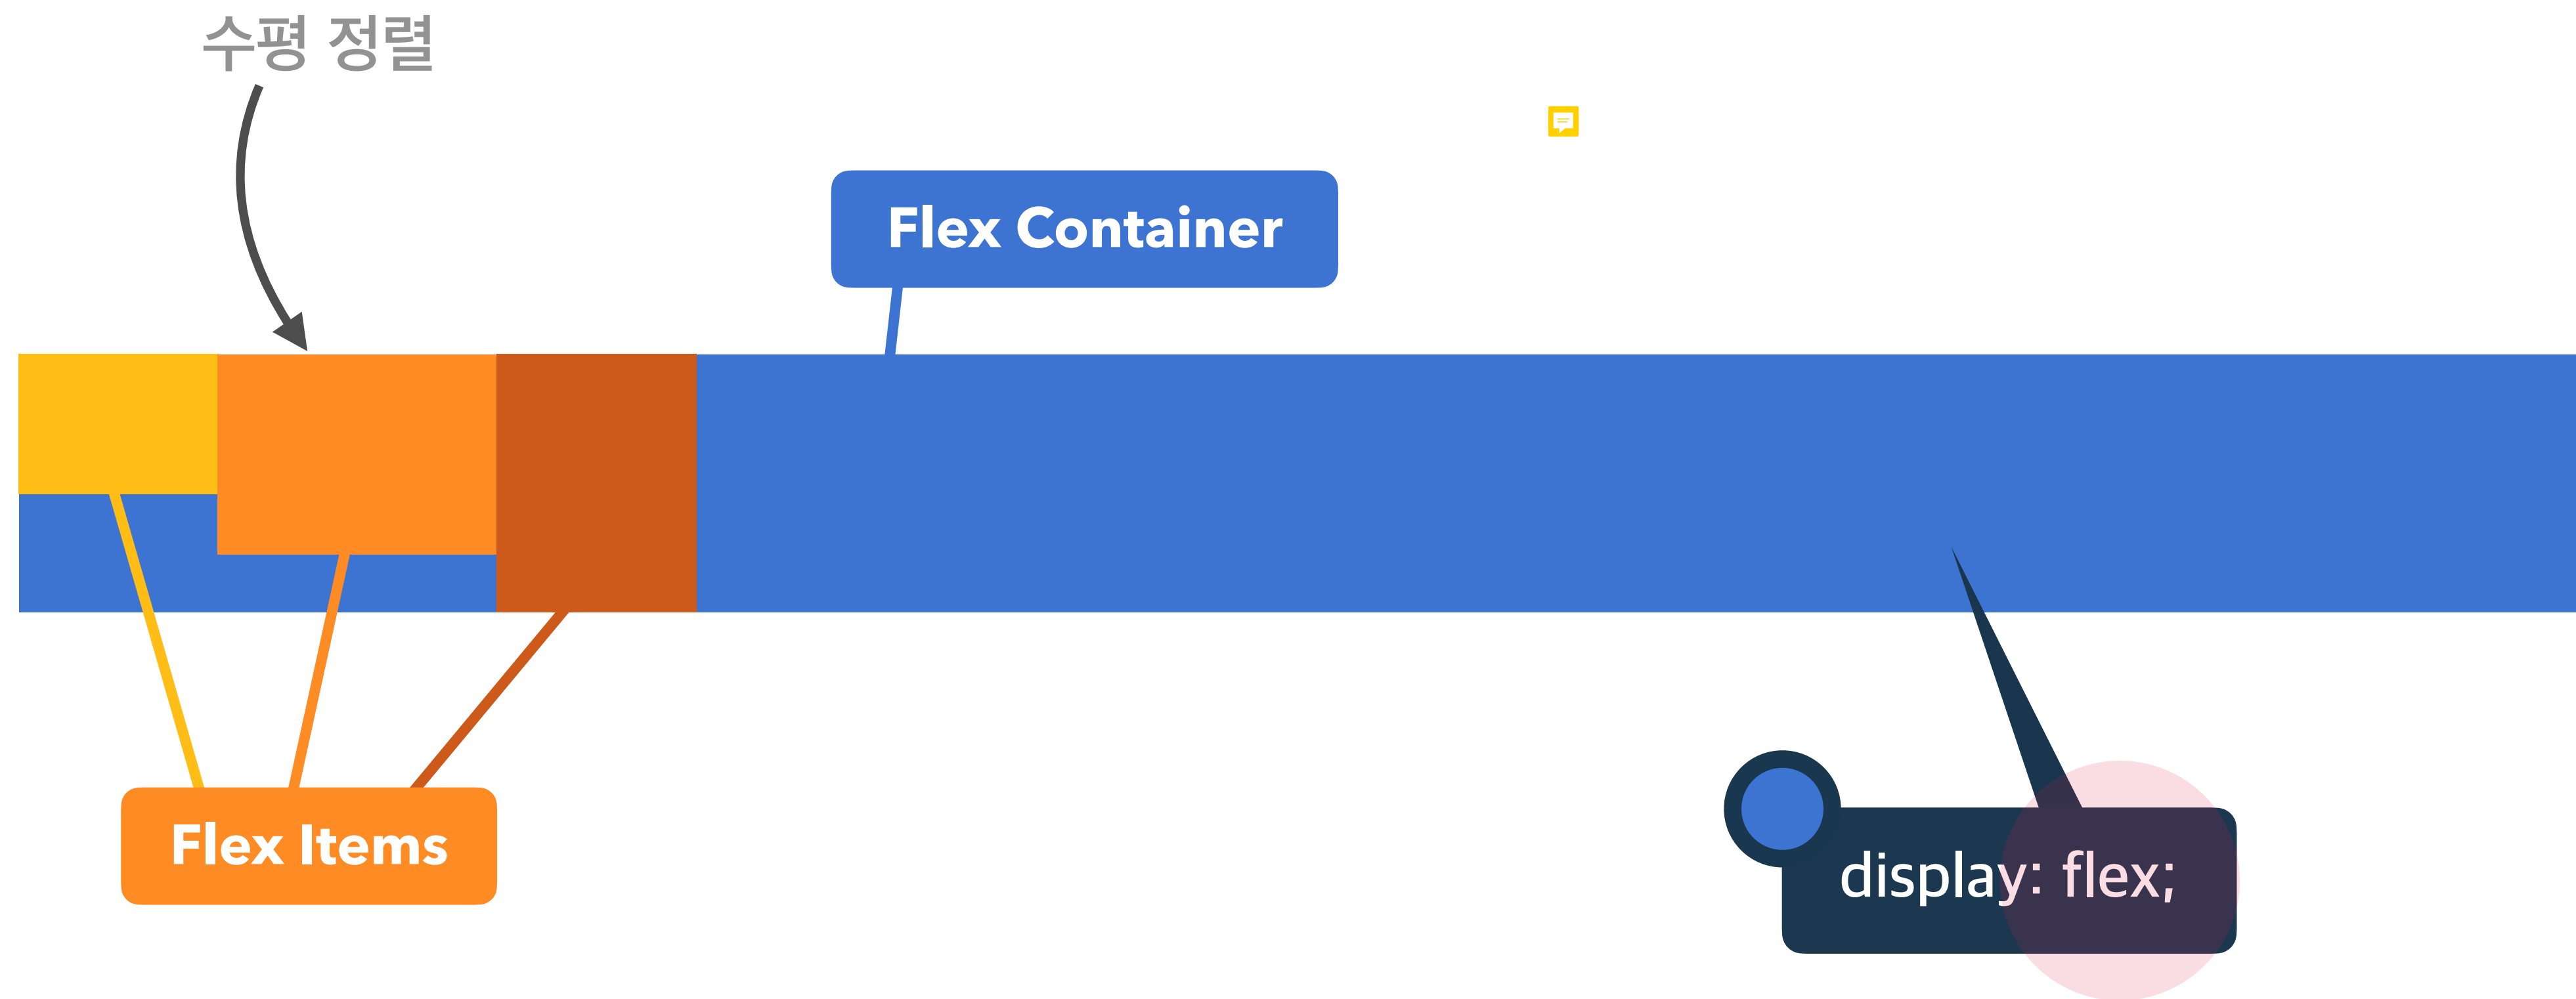 수평 정렬
Flex Container
Flex Items
display: flex;